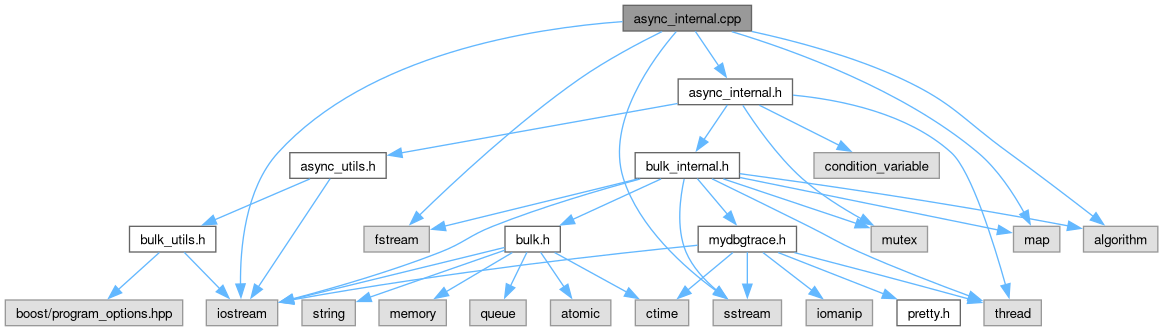 async_internal.cpp
async_internal.h
async_utils.h
bulk_internal.h
condition_variable
bulk_utils.h
fstream
bulk.h
mydbgtrace.h
mutex
map
algorithm
boost/program_options.hpp
iostream
string
memory
queue
atomic
ctime
sstream
iomanip
pretty.h
thread